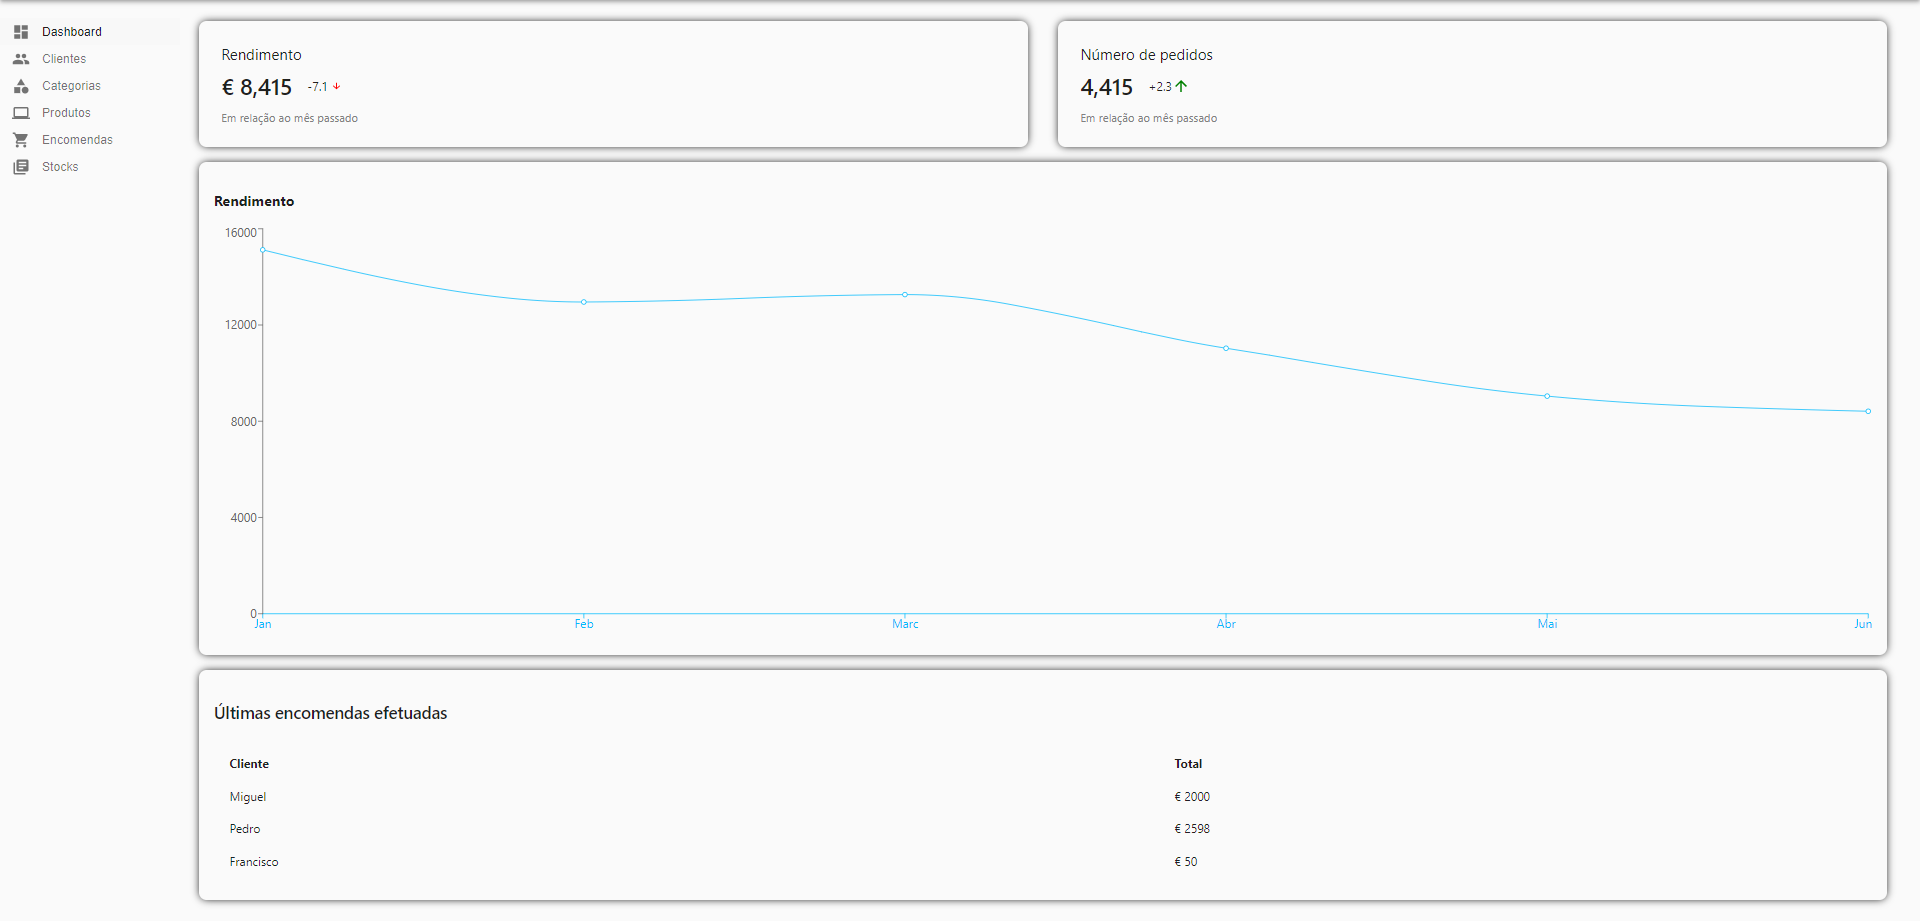 Dashboard
Clientes
Categorias
Produtos
Encomendas
Stocks
Rendimento
€ 8,415 -7.1
Em relação ao mês passado
Número de pedidos
4,415 +2.3
Em relação ao mês passado
Rendimento
16000
12000
8000
4000
0
Jan Feb Marc Abr Mai Jun
Últimas encomendas efetuadas
Cliente Total
Miguel € 2000
Pedro € 2598
Francisco € 50